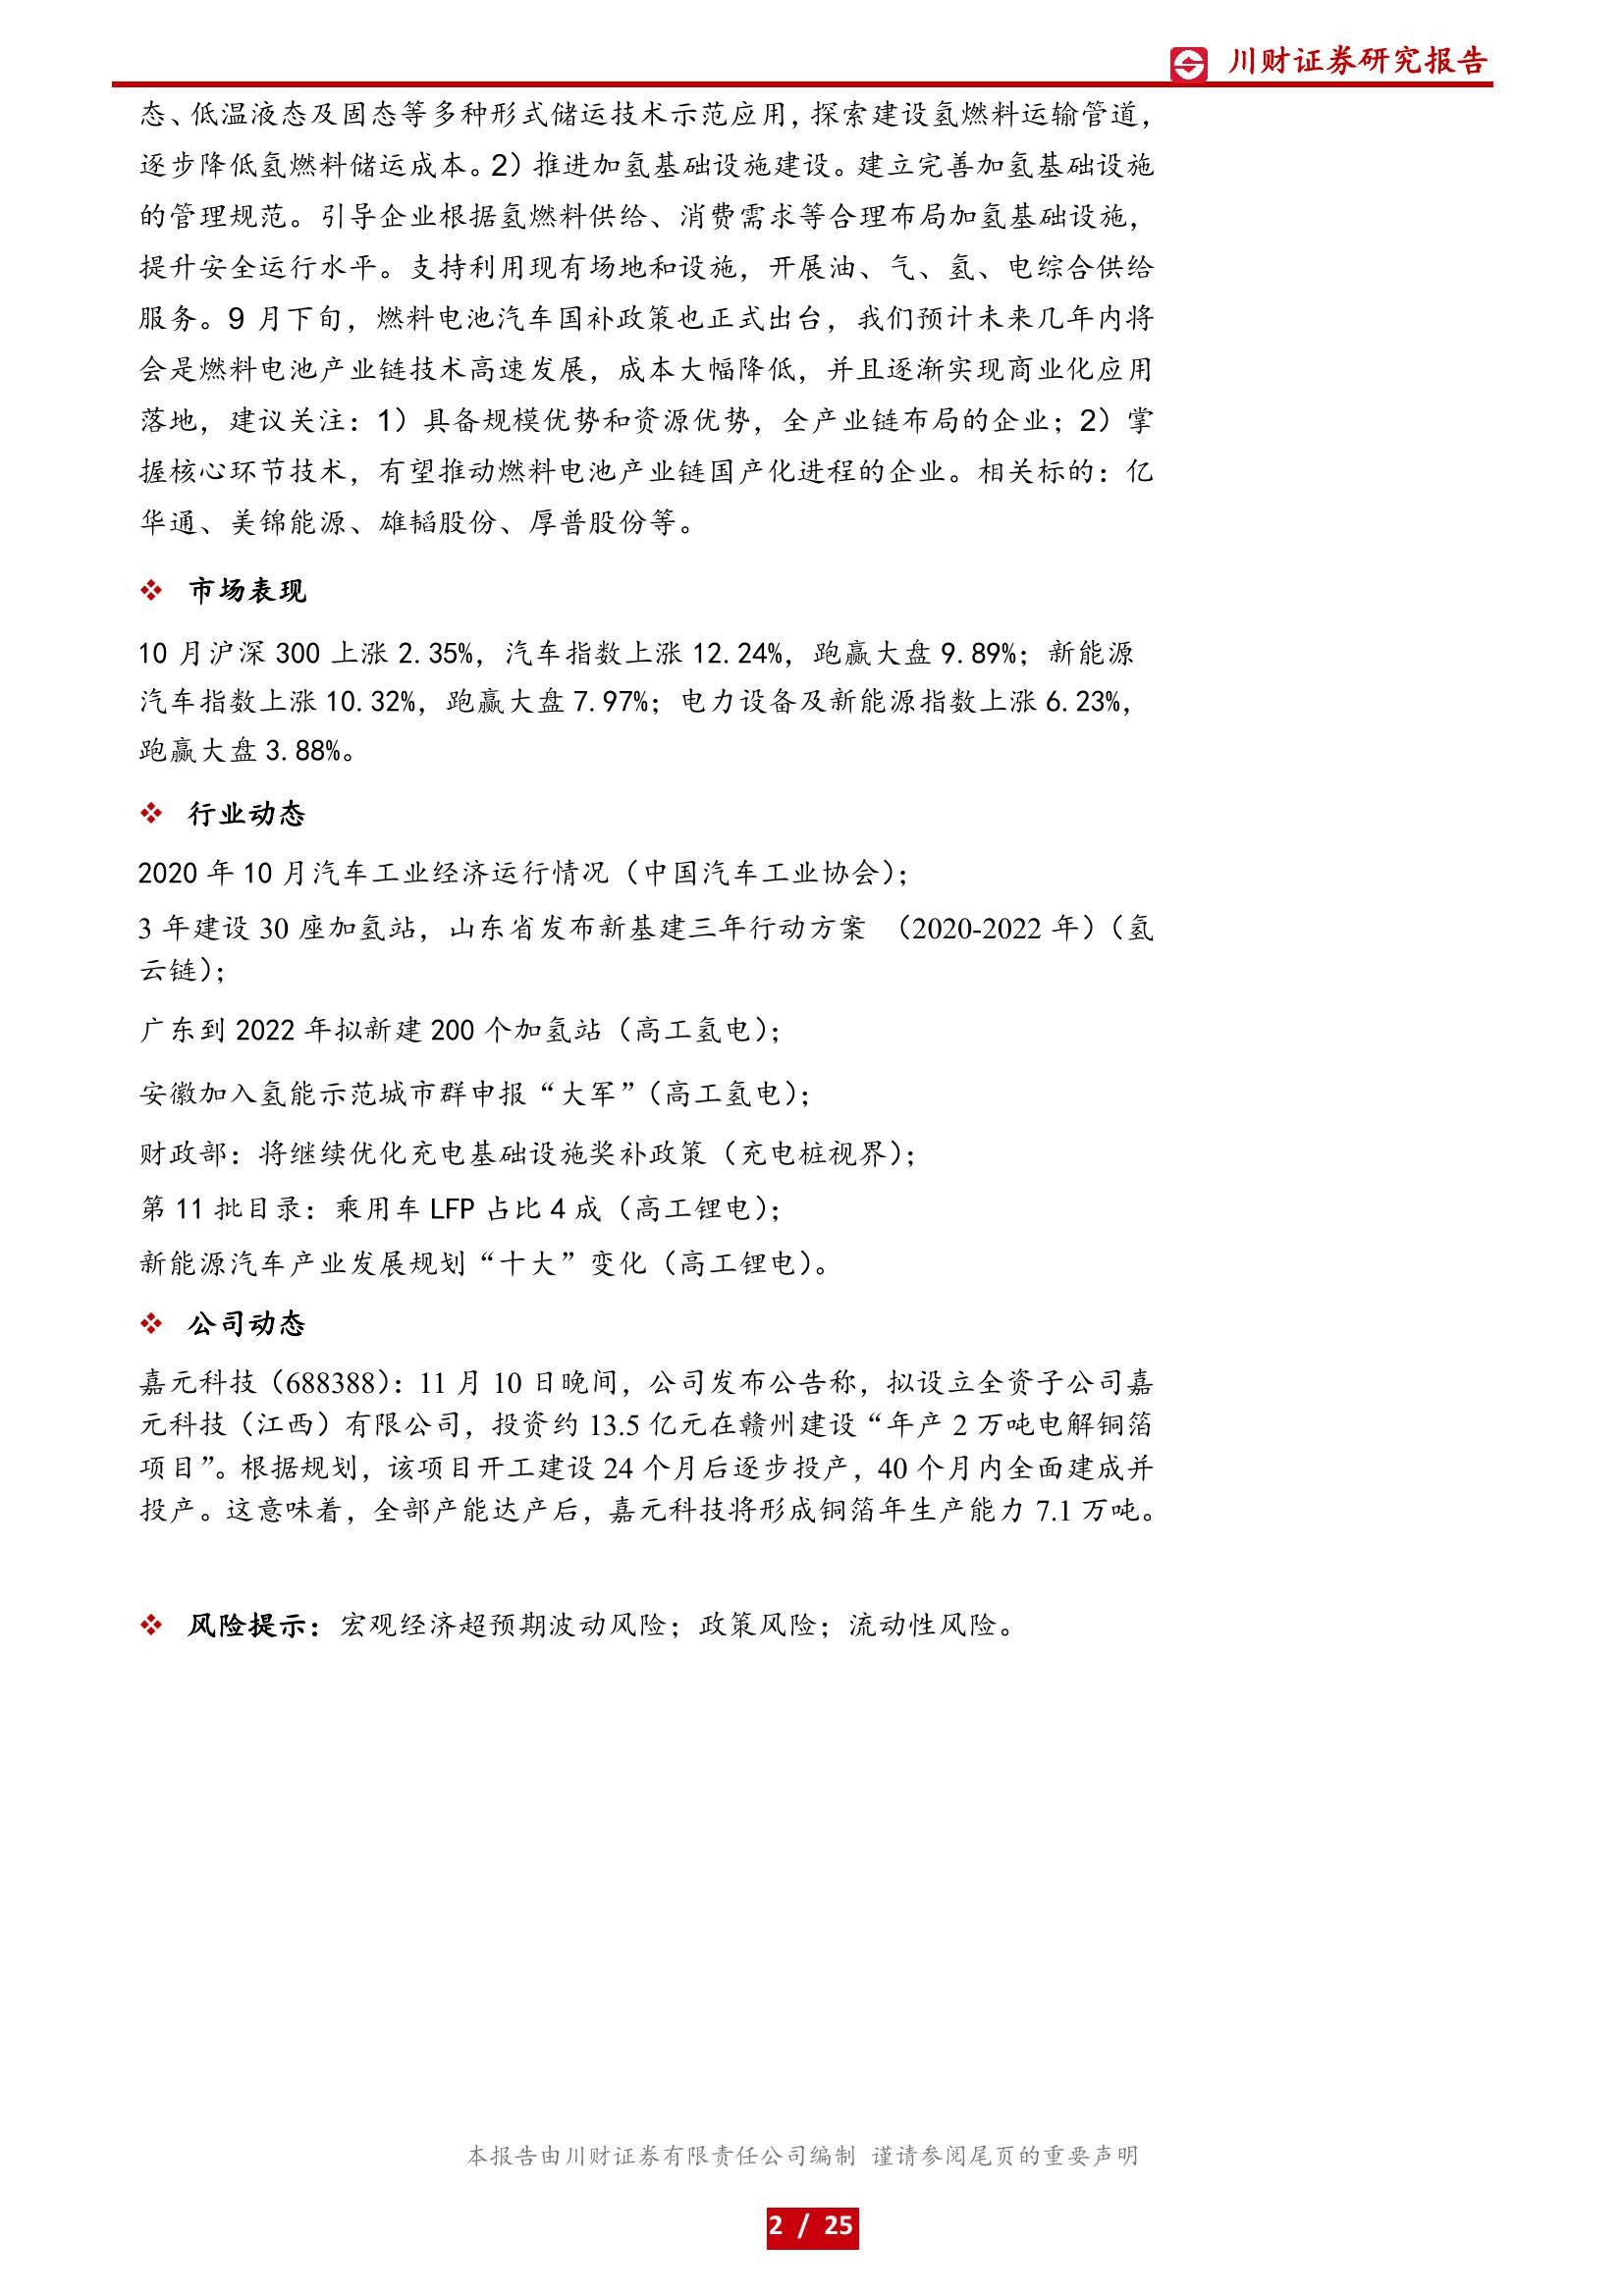 川财证券研究报告
态、低温液态及固态等多种形式储运技术示范应用，探索建设氢燃料运输管道，
逐步降低氢燃料储运成本。2）推进加氢基础设施建设。建立完善加氢基础设施
的管理规范。引导企业根据氢燃料供给、消费需求等合理布局加氢基础设施，
提升安全运行水平。支持利用现有场地和设施，开展油、气、氢、电综合供给
服务。9 月下旬，燃料电池汽车国补政策也正式出台，我们预计未来几年内将
会是燃料电池产业链技术高速发展，成本大幅降低，并且逐渐实现商业化应用
落地，建议关注：1）具备规模优势和资源优势，全产业链布局的企业；2）掌
握核心环节技术，有望推动燃料电池产业链国产化进程的企业。相关标的：亿
华通、美锦能源、雄韬股份、厚普股份等。
❖ 市场表现
10 月沪深 300 上涨 2.35%，汽车指数上涨 12.24%，跑赢大盘 9.89%；新能源
汽车指数上涨 10.32%，跑赢大盘 7.97%；电力设备及新能源指数上涨 6.23%，
跑赢大盘 3.88%。
❖ 行业动态
2020 年 10 月汽车工业经济运行情况（中国汽车工业协会）；
3 年建设 30 座加氢站，山东省发布新基建三年行动方案 （2020-2022 年）（氢
云链）；
广东到 2022 年拟新建 200 个加氢站（高工氢电）；
安徽加入氢能示范城市群申报“大军”（高工氢电）；
财政部：将继续优化充电基础设施奖补政策（充电桩视界）；
第 11 批目录：乘用车 LFP 占比 4 成（高工锂电）；
新能源汽车产业发展规划“十大”变化（高工锂电）。
❖ 公司动态
嘉元科技（688388）：11 月 10 日晚间，公司发布公告称，拟设立全资子公司嘉
元科技（江西）有限公司，投资约 13.5 亿元在赣州建设“年产 2 万吨电解铜箔
项目”。根据规划，该项目开工建设 24 个月后逐步投产，40 个月内全面建成并
投产。这意味着，全部产能达产后，嘉元科技将形成铜箔年生产能力 7.1 万吨。
❖ 风险提示：宏观经济超预期波动风险；政策风险；流动性风险。
本报告由川财证券有限责任公司编制 谨请参阅尾页的重要声明
2 / 25